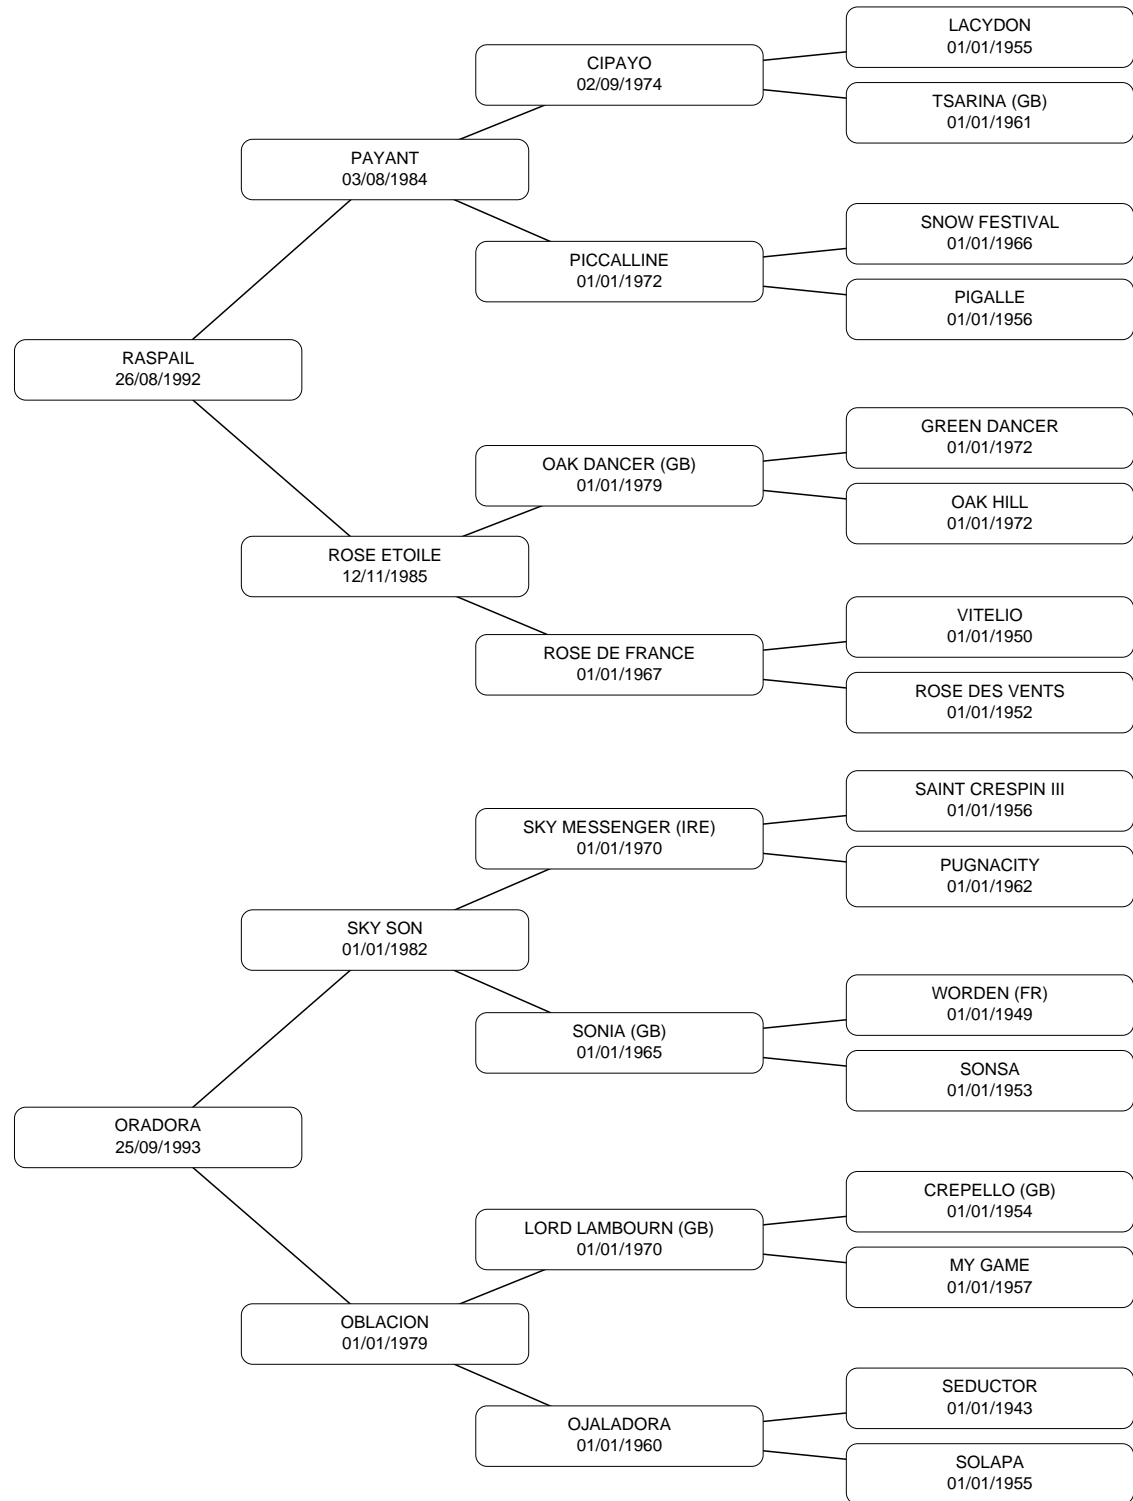 LACYDON
01/01/1955
CIPAYO
02/09/1974
TSARINA (GB)
01/01/1961
PAYANT
03/08/1984
SNOW FESTIVAL
01/01/1966
PICCALLINE
01/01/1972
PIGALLE
01/01/1956
RASPAIL
26/08/1992
GREEN DANCER
01/01/1972
OAK DANCER (GB)
01/01/1979
OAK HILL
01/01/1972
ROSE ETOILE
12/11/1985
VITELIO
01/01/1950
ROSE DE FRANCE
01/01/1967
ROSE DES VENTS
01/01/1952
SAINT CRESPIN III
01/01/1956
SKY MESSENGER (IRE)
01/01/1970
PUGNACITY
01/01/1962
SKY SON
01/01/1982
WORDEN (FR)
01/01/1949
SONIA (GB)
01/01/1965
SONSA
01/01/1953
ORADORA
25/09/1993
CREPELLO (GB)
01/01/1954
LORD LAMBOURN (GB)
01/01/1970
MY GAME
01/01/1957
OBLACION
01/01/1979
SEDUCTOR
01/01/1943
OJALADORA
01/01/1960
SOLAPA
01/01/1955